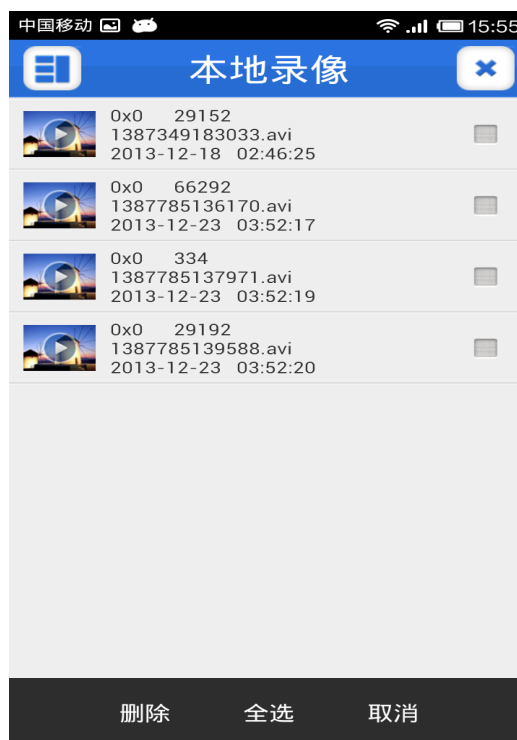 中国移动 15:55
本地录像
0x0 29152
1387349183033.avi
2013-12-18 02:46:25
0x0 66292
1387785136170.avi
2013-12-23 03:52:17
0x0 334
1387785137971.avi
2013-12-23 03:52:19
0x0 29192
1387785139588.avi
2013-12-23 03:52:20
删除 全选 取消